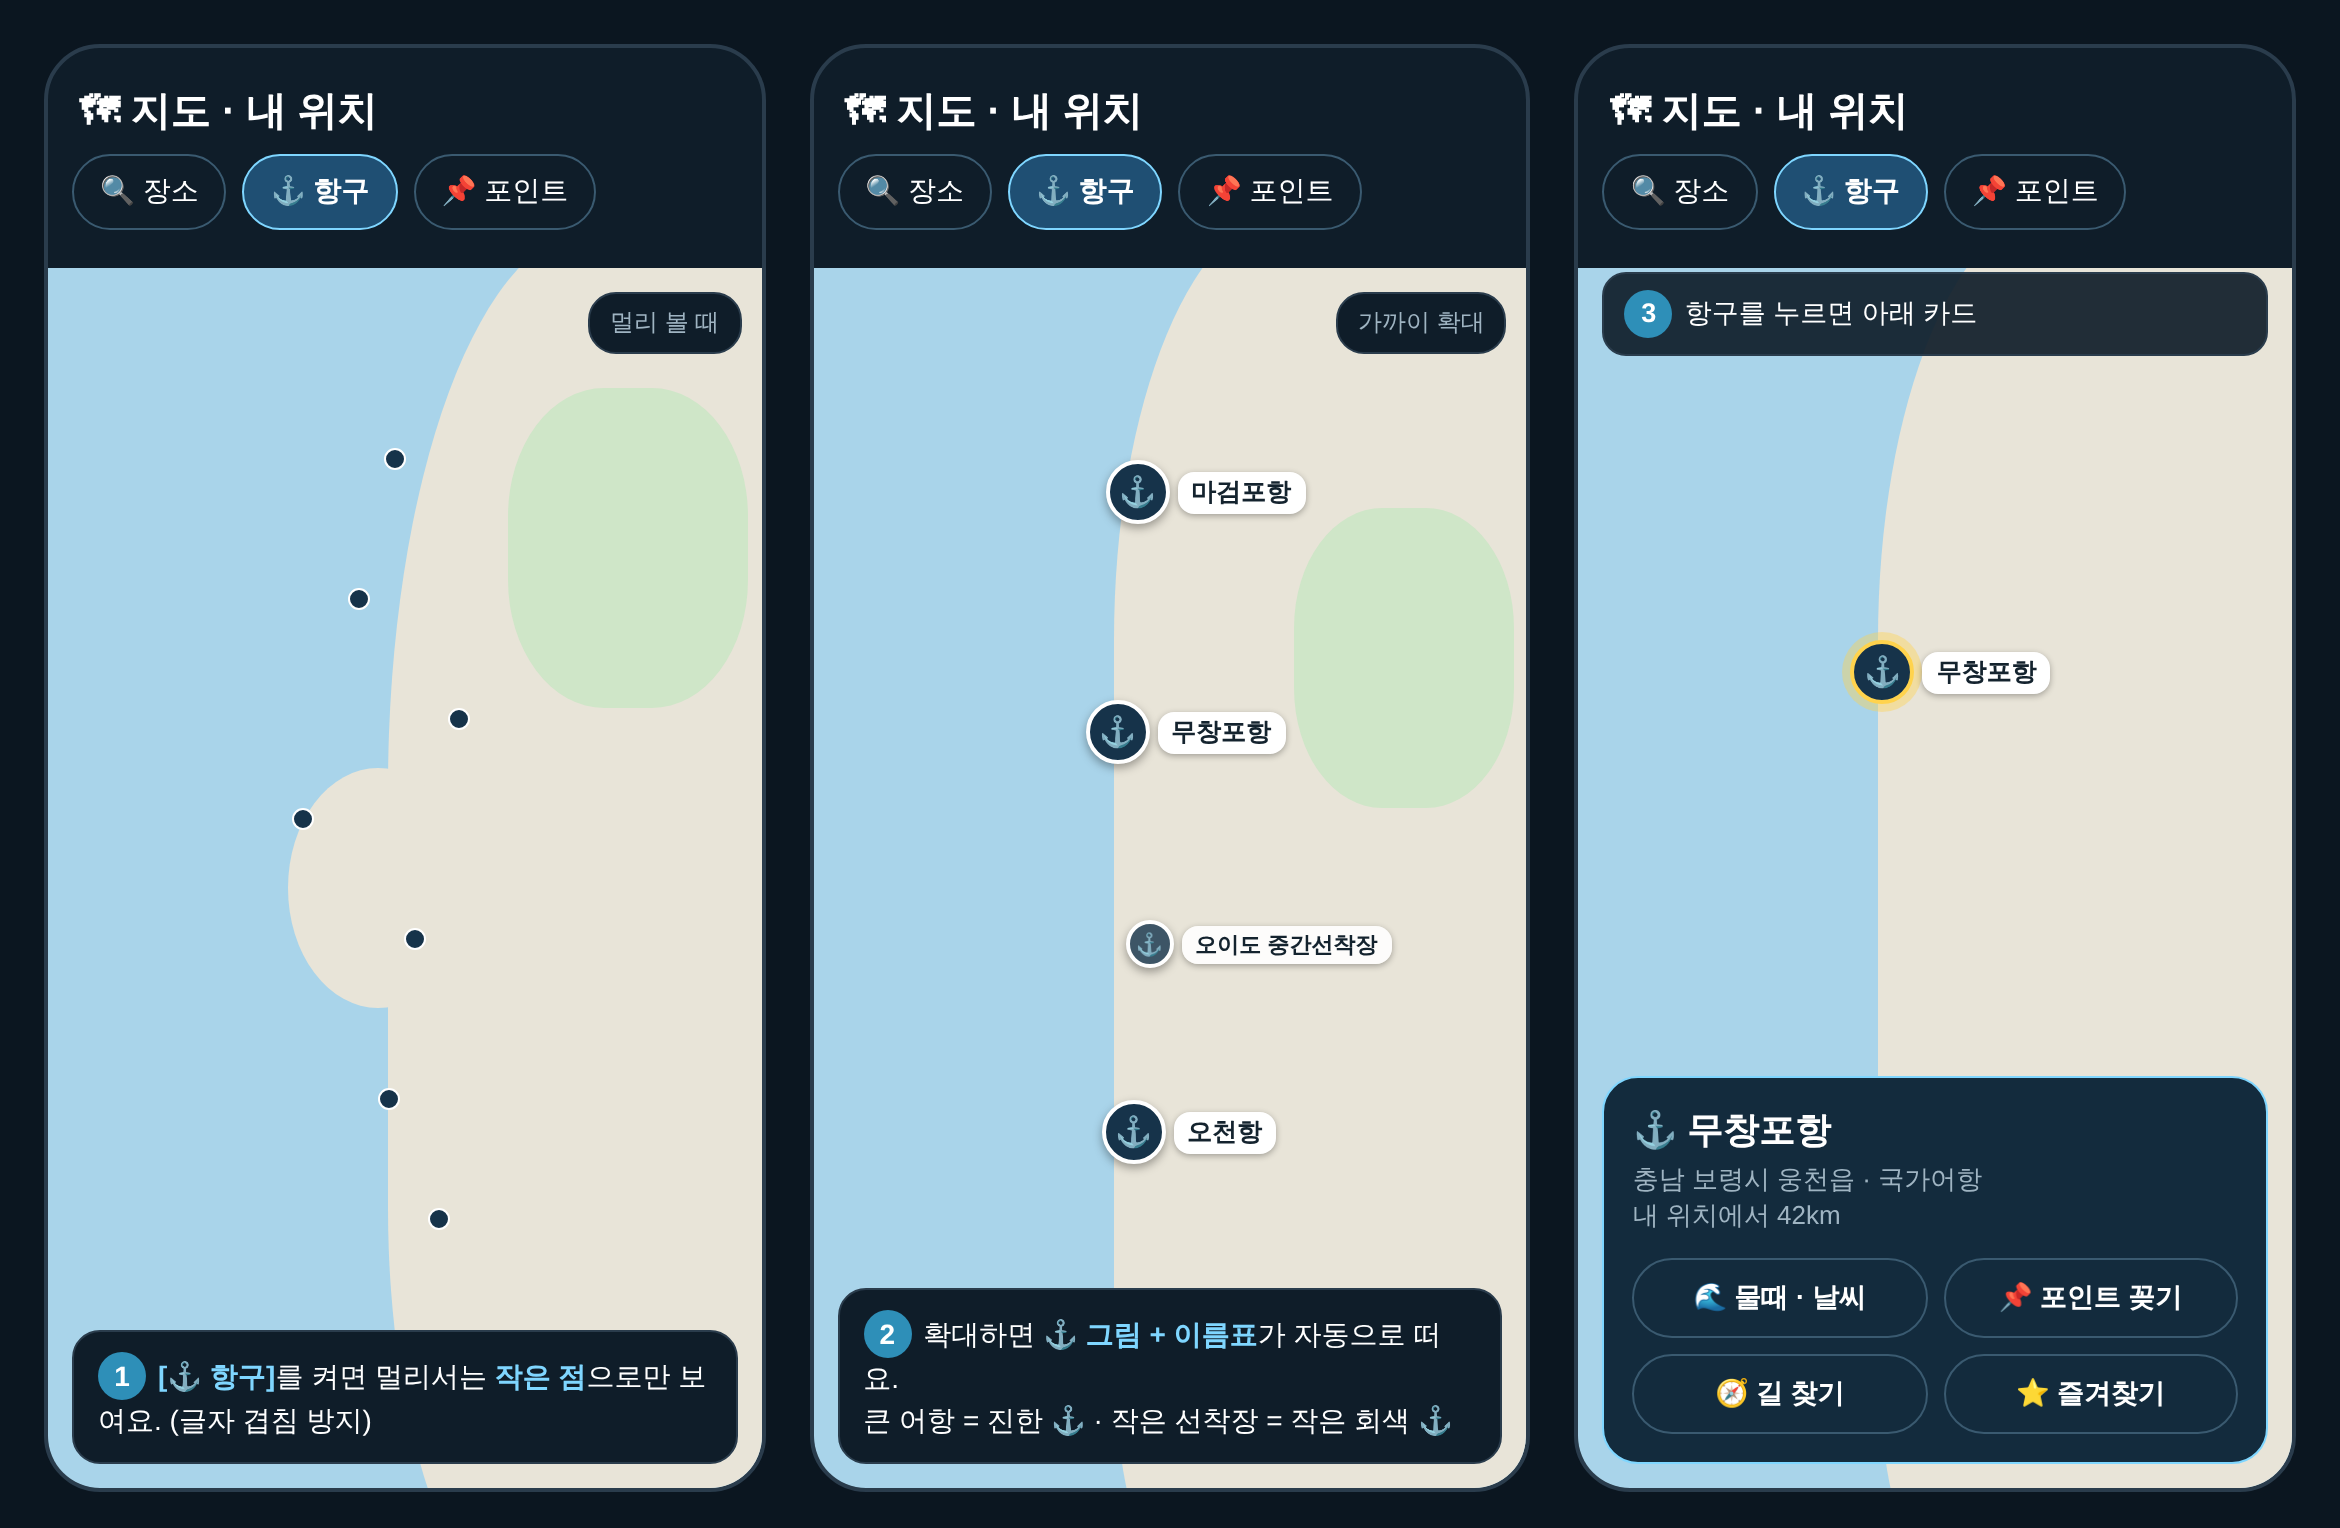 🗺 지도 · 내 위치
🔍 장소
⚓ 항구
📌 포인트
멀리 볼 때
1 [⚓ 항구]를 켜면 멀리서는 작은 점으로만 보
여요. (글자 겹침 방지)
🗺 지도 · 내 위치
🔍 장소
⚓ 항구
📌 포인트
가까이 확대
마검포항
무창포항
오이도 중간선착장
오천항
2 확대하면 ⚓ 그림 + 이름표가 자동으로 떠
요.
큰 어항 = 진한 ⚓ · 작은 선착장 = 작은 회색 ⚓
🗺 지도 · 내 위치
🔍 장소
⚓ 항구
📌 포인트
3 항구를 누르면 아래 카드
무창포항
⚓ 무창포항
충남 보령시 웅천읍 · 국가어항
내 위치에서 42km
🌊 물때 · 날씨
📌 포인트 꽂기
🧭 길 찾기
⭐ 즐겨찾기